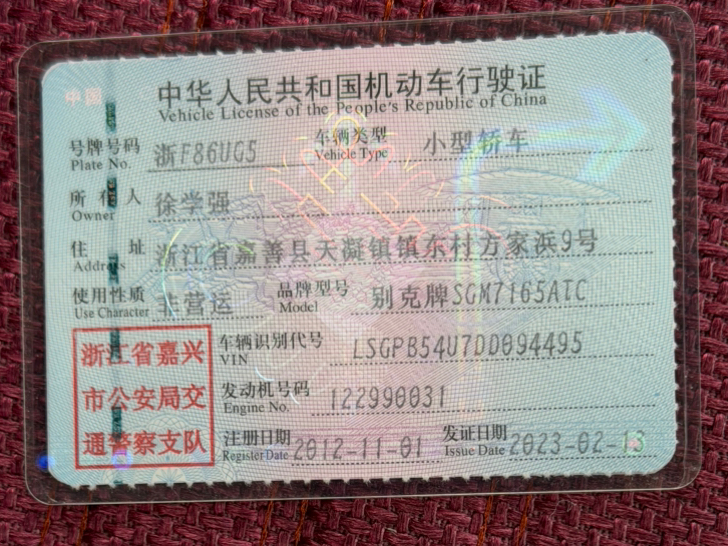 中国
中华人民共和国机动车行驶证
Vehicle License of the People's Republic of China
号牌号码 浙F86UG5 车辆类型 小型轿车
Plate No. Vehicle Type
所有人 徐学强
Owner
住址 浙江省嘉善县天凝镇镇东村方家浜9号
Address
使用性质 非营运 品牌型号 别克牌SGM7165ATC
Use Character Model
浙江省嘉兴
市公安局交
通警察支队
车辆识别代号 LSGPB54U7DD094495
VIN
发动机号码 122990031
Engine No.
注册日期 2012-11-01 发证日期 2023-02-13
Register Date Issue Date